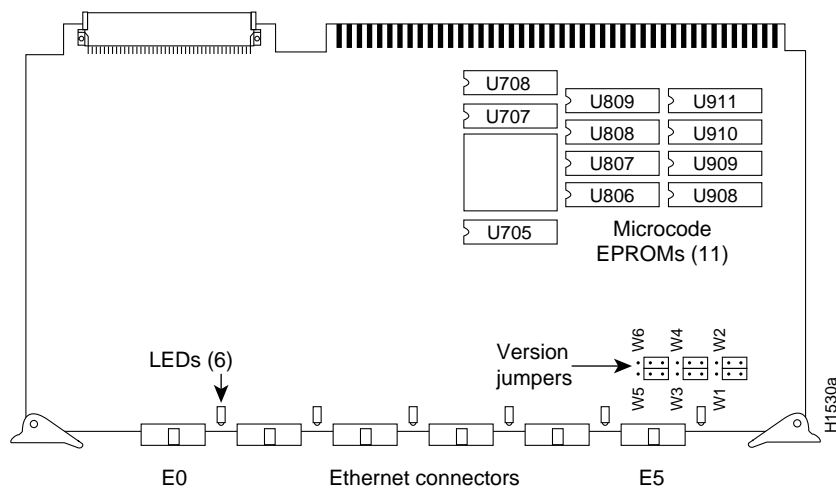 U708
U809 U911
U707
U808 U910
U807 U909
U806 U908
U705
Microcode
EPROMs (11)
W6 W4 W2
LEDs (6)
Version
jumpers
W5 W3 W1
H1530a
E0 Ethernet connectors E5